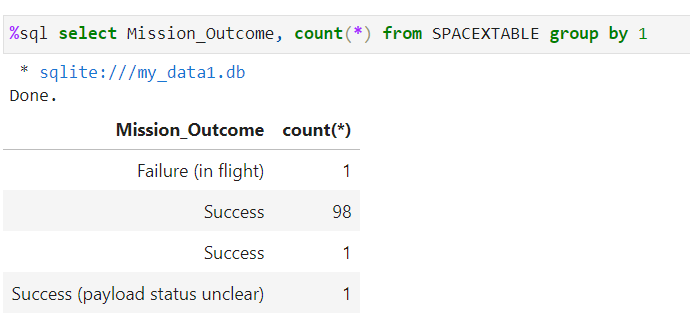 %sql select Mission_Outcome, count(*) from SPACEXTABLE group by 1
* sqlite:///my_data1.db
Done.
Mission_Outcome count(*)
Failure (in flight) 1
Success 98
Success 1
Success (payload status unclear) 1